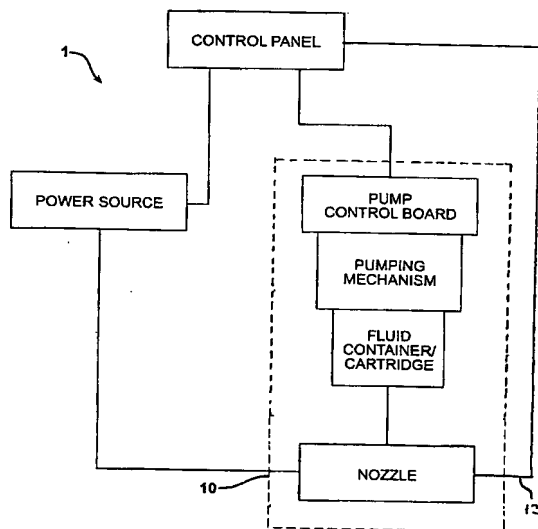 CONTROL PANEL
1
POWER SOURCE
PUMP
CONTROL BOARD
PUMPING
MECHANISM
FLUID
CONTAINER/
CARTRIDGE
NOZZLE
10